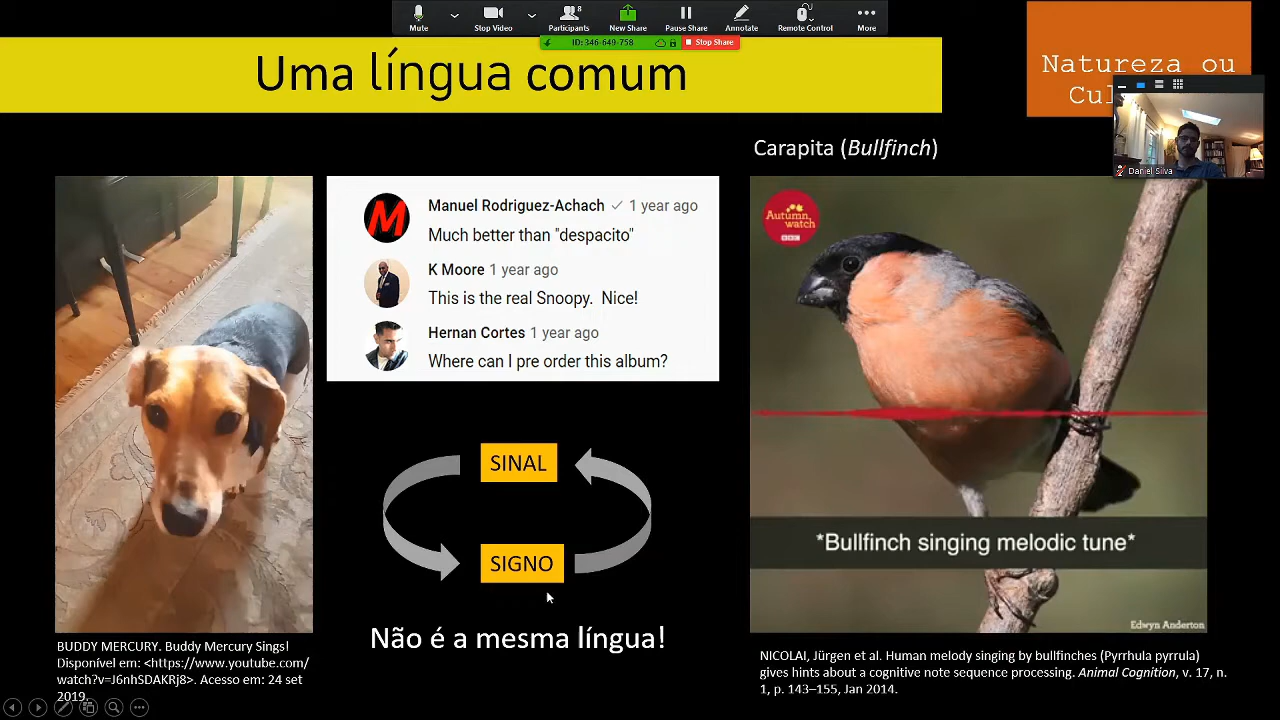 Mute
Stop Video
8
Participants
New Share
Pause Share
Annotate
Remote Control
More
ID: 346-649-758
Stop Share
Uma língua comum
Natureza ou
Cul
Daniel Silva
Carapita (Bullfinch)
Manuel Rodriguez-Achach 1 year ago
Much better than "despacito"
K Moore 1 year ago
This is the real Snoopy. Nice!
Hernan Cortes 1 year ago
Where can I pre order this album?
M
Autumn
watch
BBC
SINAL
SIGNO
Não é a mesma língua!
*Bullfinch singing melodic tune*
Edwyn Anderton
BUDDY MERCURY. Buddy Mercury Sings!
Disponível em: <https://www.youtube.com/
watch?v=J6nhSDAKRj8>. Acesso em: 24 set
2019.
NICOLAI, Jürgen et al. Human melody singing by bullfinches (Pyrrhula pyrrula)
gives hints about a cognitive note sequence processing. Animal Cognition, v. 17, n.
1, p. 143–155, Jan 2014.